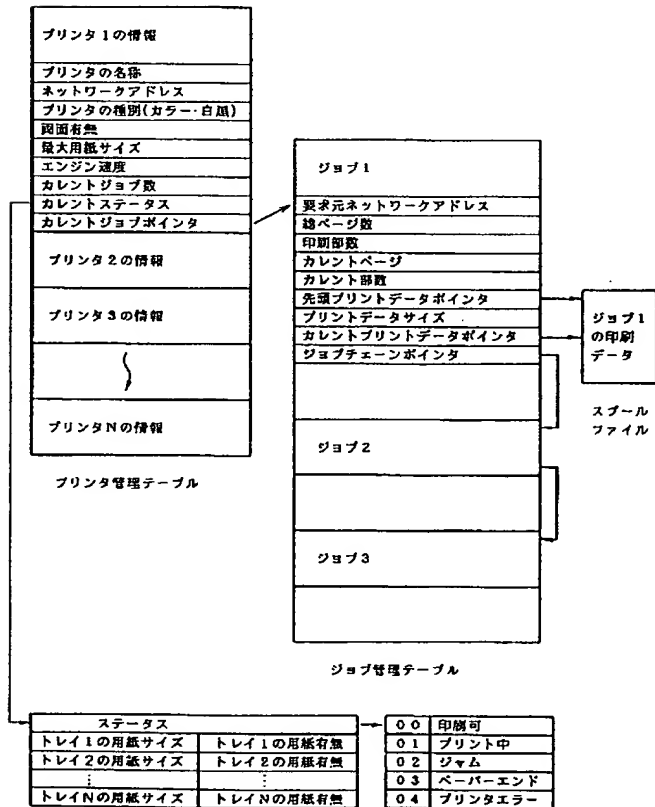 プリンタ1の情報
プリンタの名称
ネットワークアドレス
プリンタの種別(カラー・白黒)
両面有無
最大用紙サイズ
エンジン速度
カレントジョブ数
カレントステータス
カレントジョブポインタ
プリンタ2の情報
プリンタ3の情報
プリンタNの情報
プリンタ管理テーブル
ジョブ1
要求元ネットワークアドレス
総ページ数
印刷部数
カレントページ
カレント部数
先頭プリントデータポインタ
プリントデータサイズ
カレントプリントデータポインタ
ジョブチェーンポインタ
ジョブ2
ジョブ3
ジョブ管理テーブル
ジョブ1
の印刷
データ
スプール
ファイル
ステータス
トレイ1の用紙サイズ トレイ1の用紙有無
トレイ2の用紙サイズ トレイ2の用紙有無
トレイNの用紙サイズ トレイNの用紙有無
00 印刷可
01 プリント中
02 ジャム
03 ペーパーエンド
04 プリンタエラー